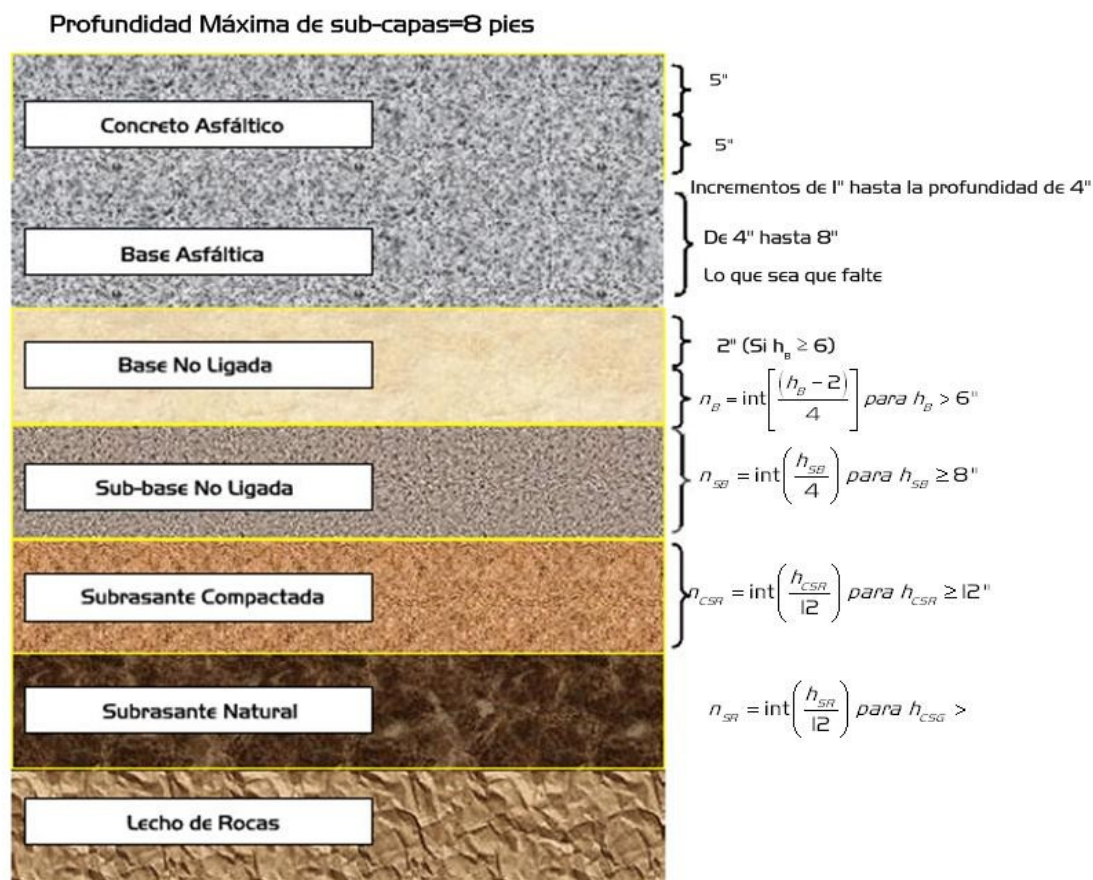 Profundidad Máxima de sub-capas=8 pies
Concreto Asfáltico
5"
5"
Incrementos de 1" hasta la profundidad de 4"
Base Asfáltica
De 4" hasta 8"
Lo que sea que falte
Base No Ligada
2" (Si h_B ≥ 6)
n_B = int[(h_B - 2)/4] para h_B > 6"
Sub-base No Ligada
n_SB = int(h_SB/4) para h_SB ≥ 8"
Subrasante Compactada
n_CSR = int(h_CSR/12) para h_CSR ≥ 12"
Subrasante Natural
n_SR = int(h_SR/12) para h_CSG >
Lecho de Rocas